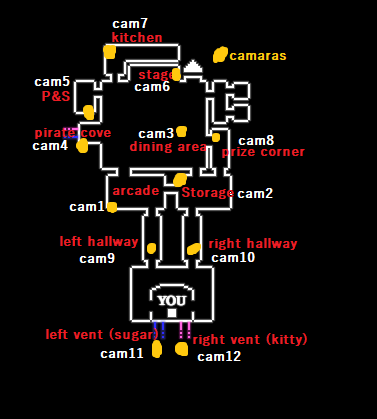 cam7
kitchen
camaras
stage
cam6
cam5
P&S
pirate cove
cam4
cam3
dining area
cam8
prize corner
arcade
Storage
cam2
cam1
left hallway
cam9
right hallway
cam10
YOU
left vent (sugar)
cam11
right vent (kitty)
cam12